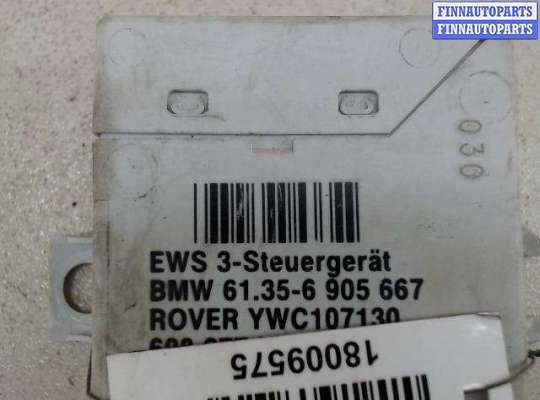 FINNAUTOPARTS
FINNAUTOPARTS
030
EWS 3-Steuergerät
BMW 61.35-6 905 667
ROVER YWC107130
18009575